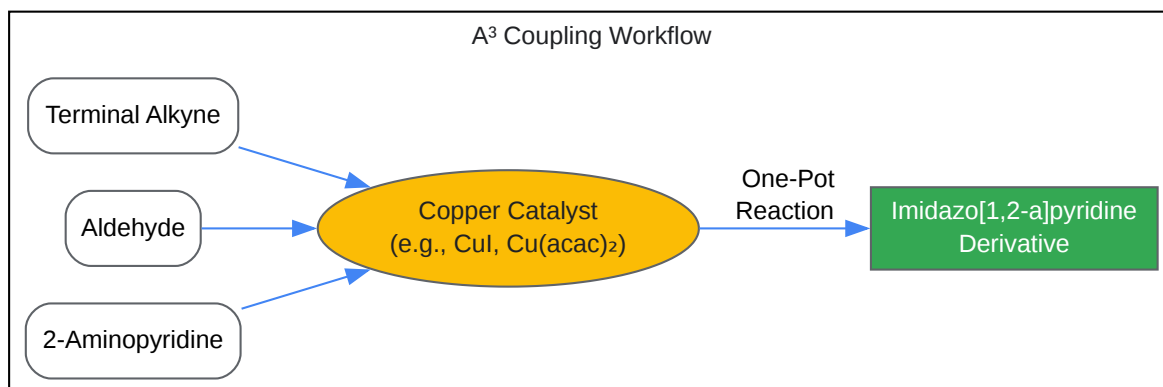 A³ Coupling Workflow
Terminal Alkyne
Aldehyde
2-Aminopyridine
Copper Catalyst
(e.g., CuI, Cu(acac)₂)
One-Pot
Reaction
Imidazo[1,2-a]pyridine
Derivative